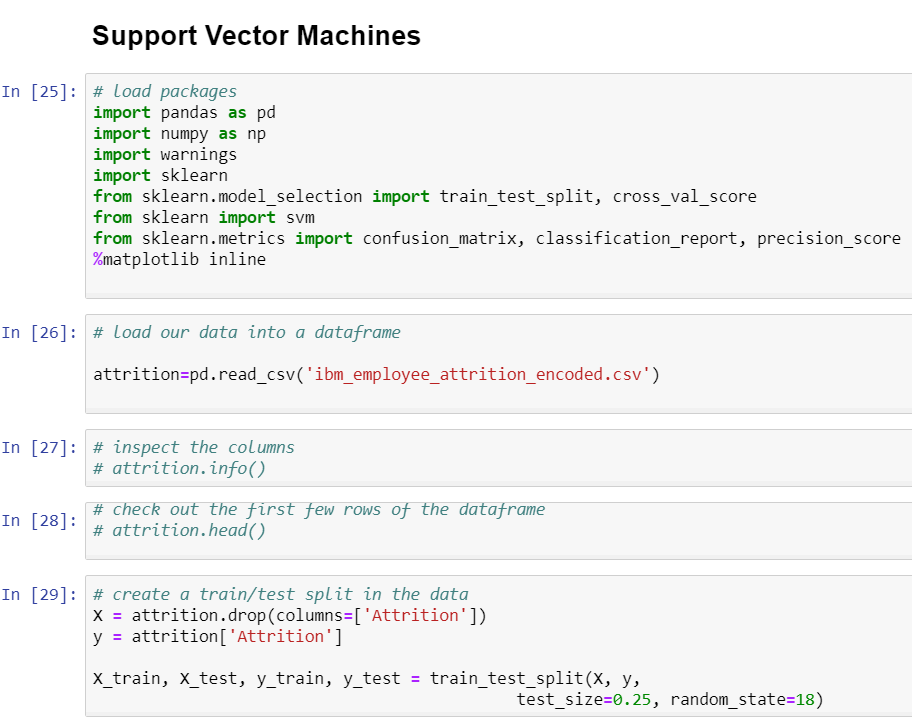 Support Vector Machines
In [25]:
# load packages
import pandas as pd
import numpy as np
import warnings
import sklearn
from sklearn.model_selection import train_test_split, cross_val_score
from sklearn import svm
from sklearn.metrics import confusion_matrix, classification_report, precision_score
%matplotlib inline
In [26]:
# load our data into a dataframe
attrition=pd.read_csv('ibm_employee_attrition_encoded.csv')
In [27]:
# inspect the columns
# attrition.info()
In [28]:
# check out the first few rows of the dataframe
# attrition.head()
In [29]:
# create a train/test split in the data
X = attrition.drop(columns=['Attrition'])
y = attrition['Attrition']
X_train, X_test, y_train, y_test = train_test_split(X, y,
test_size=0.25, random_state=18)